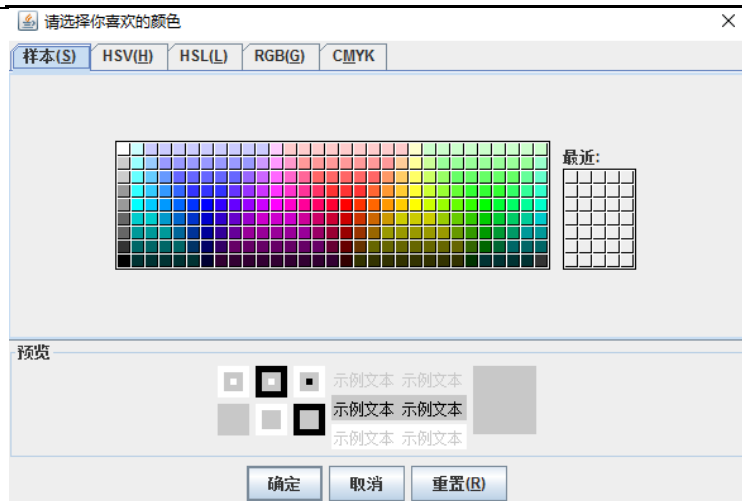 请选择你喜欢的颜色
样本(S) HSV(H) HSL(L) RGB(G) CMYK
最近:
预览
示例文本 示例文本
示例文本 示例文本
示例文本 示例文本
确定 取消 重置(R)